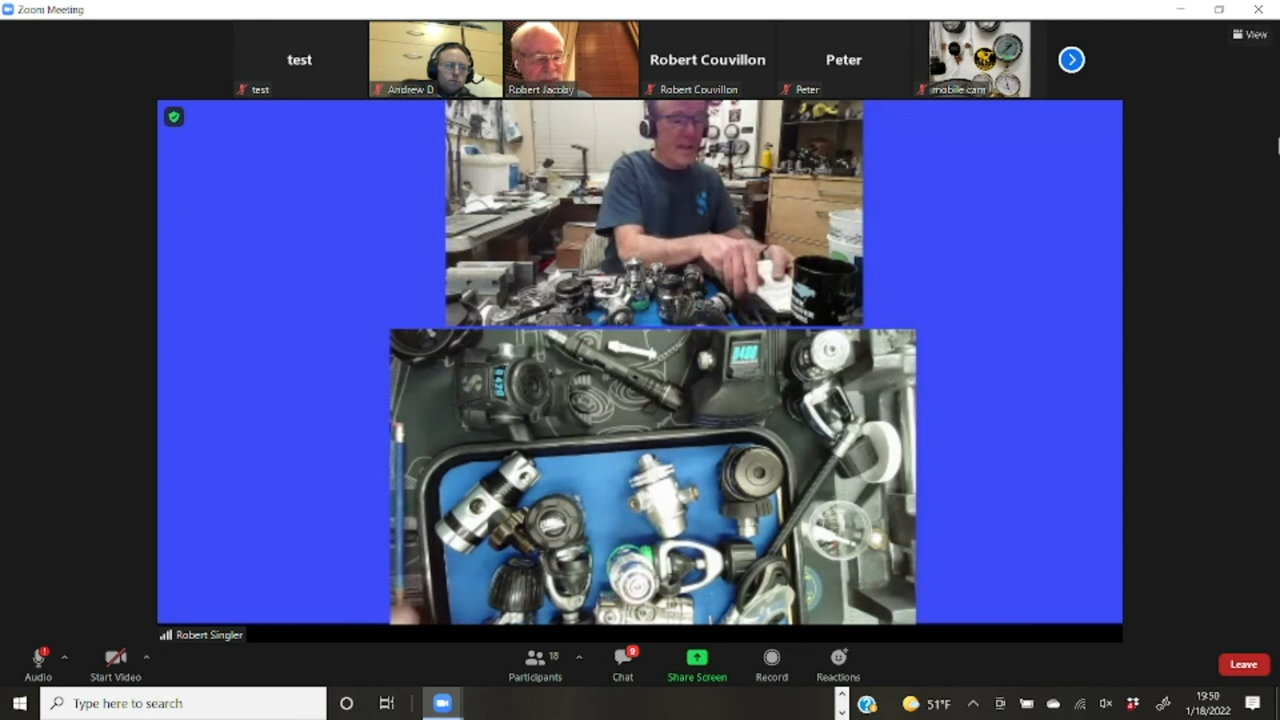 Zoom Meeting
View
test
Robert Couvillon
Peter
test
Andrew D
Robert Jacoby
Robert Couvillon
Peter
mobile cam
Robert Singler
18
9
Audio
Start Video
Participants
Chat
Share Screen
Record
Reactions
Leave
Type here to search
51°F
19:50
1/18/2022